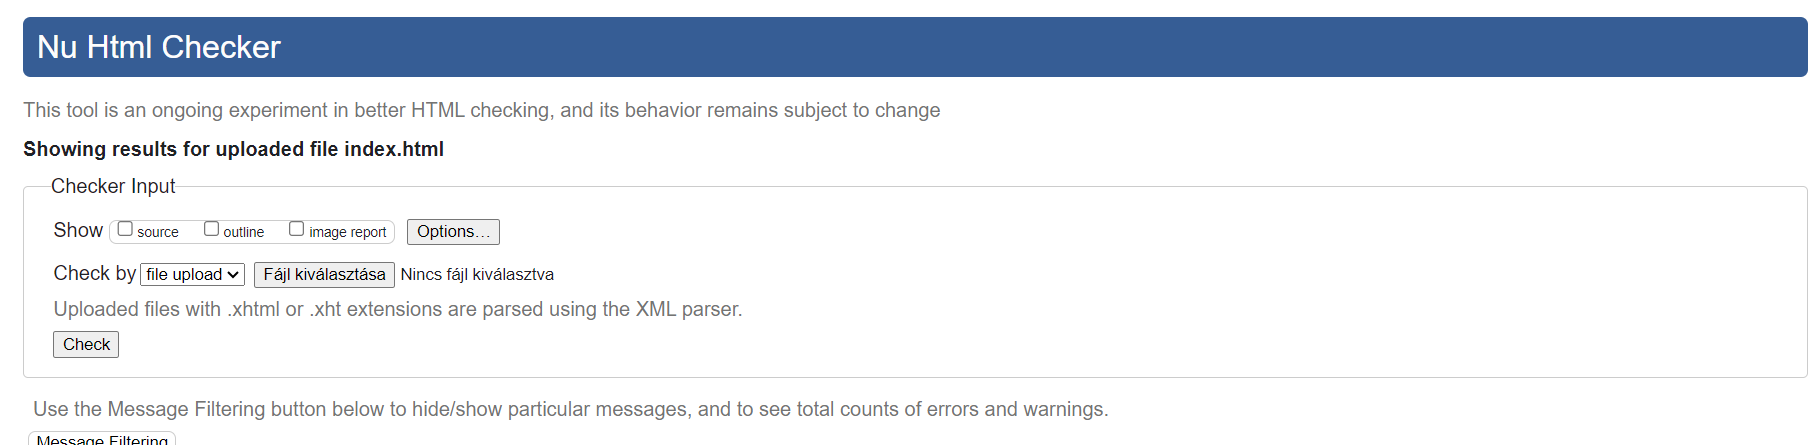 Nu Html Checker
This tool is an ongoing experiment in better HTML checking, and its behavior remains subject to change
Showing results for uploaded file index.html
Checker Input
Show source outline image report Options...
Check by file upload Fájl kiválasztása Nincs fájl kiválasztva
Uploaded files with .xhtml or .xht extensions are parsed using the XML parser.
Check
Use the Message Filtering button below to hide/show particular messages, and to see total counts of errors and warnings.
Message Filtering